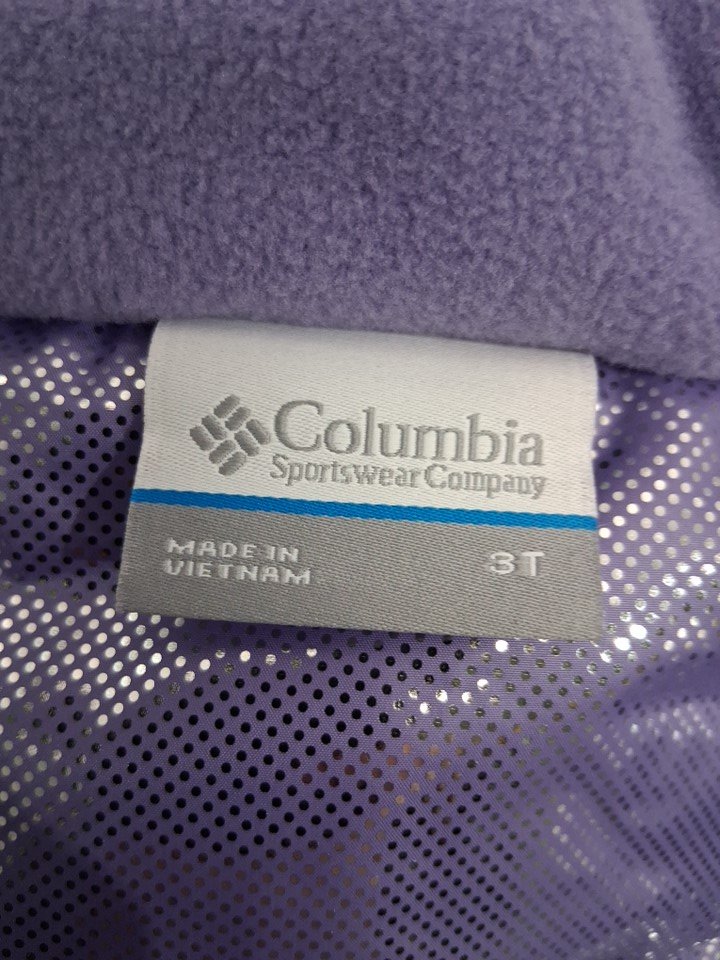 Columbia
Sportswear Company
MADE IN
VIETNAM
3T